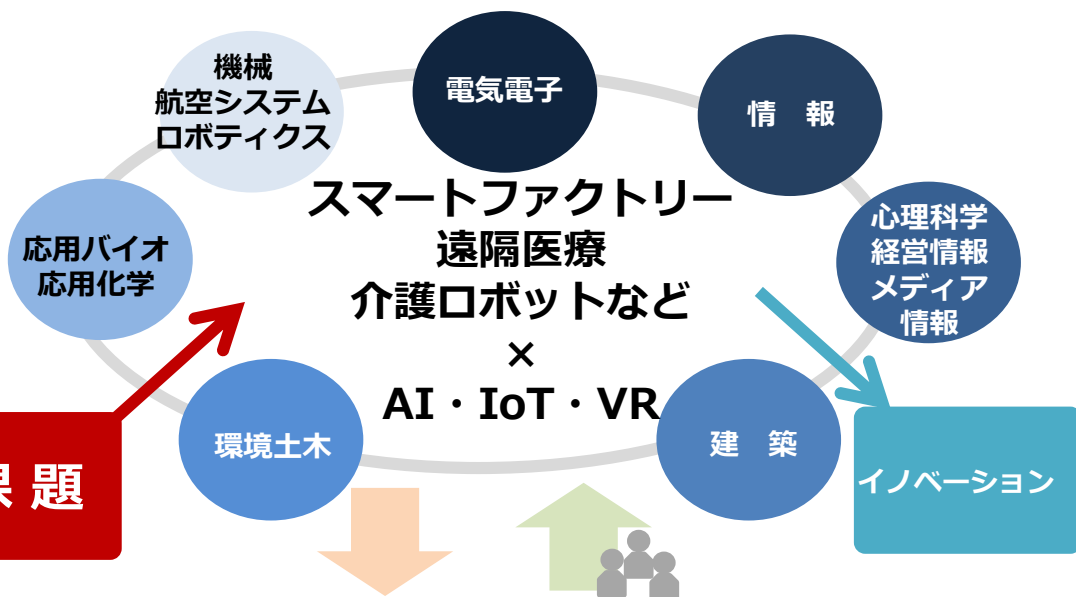 機械
航空システム
ロボティクス
電気電子
情　報
心理科学
経営情報
メディア
情報
応用バイオ
応用化学
スマートファクトリー
遠隔医療
介護ロボットなど
×
AI・IoT・VR
環境土木
建　築
課 題
イノベーション